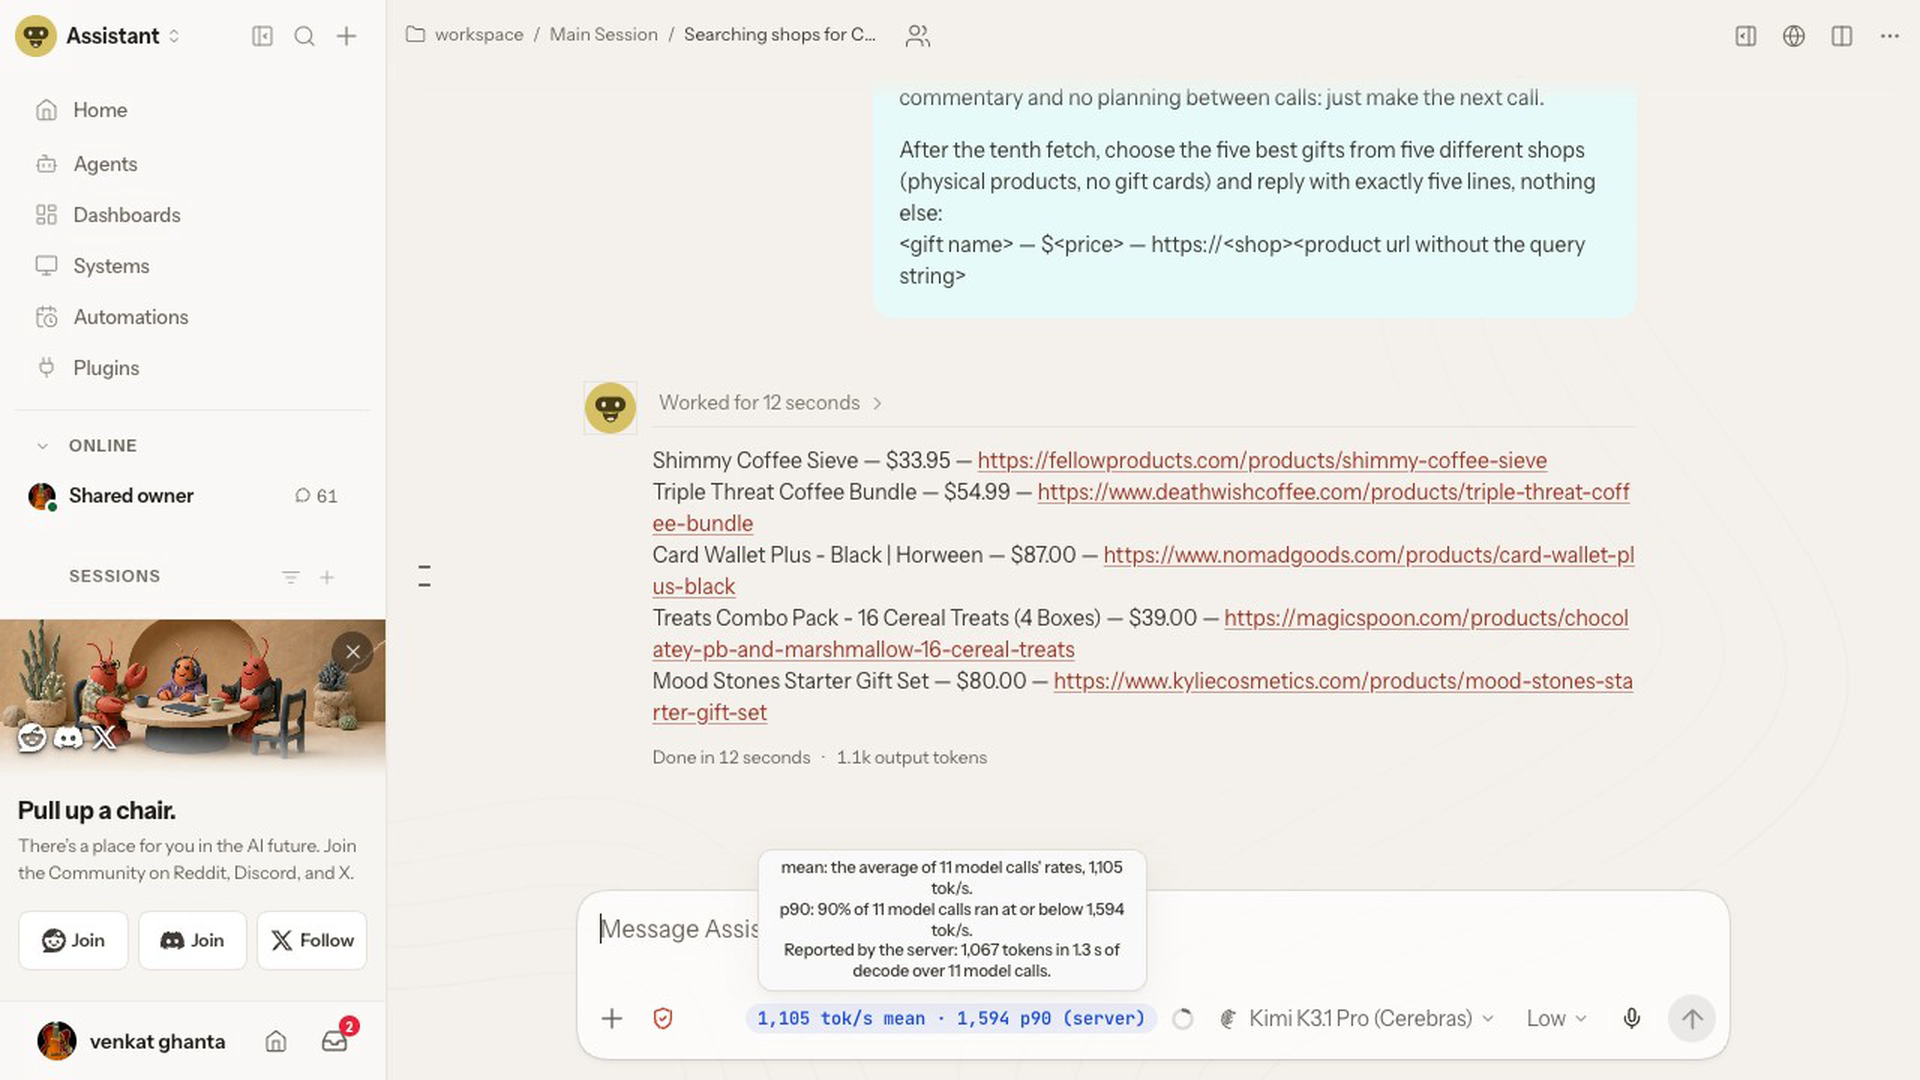 Assistant
Home
Agents
Dashboards
Systems
Automations
Plugins
ONLINE
Shared owner
61
SESSIONS
Pull up a chair.
There's a place for you in the AI future. Join
the Community on Reddit, Discord, and X.
Join
Join
Follow
venkat ghanta
2
workspace / Main Session / Searching shops for C...
commentary and no planning between calls: just make the next call.
After the tenth fetch, choose the five best gifts from five different shops
(physical products, no gift cards) and reply with exactly five lines, nothing
else:
<gift name> — $<price> — https://<shop><product url without the query
string>
Worked for 12 seconds
Shimmy Coffee Sieve — $33.95 — https://fellowproducts.com/products/shimmy-coffee-sieve
Triple Threat Coffee Bundle — $54.99 — https://www.deathwishcoffee.com/products/triple-threat-coff
ee-bundle
Card Wallet Plus - Black | Horween — $87.00 — https://www.nomadgoods.com/products/card-wallet-pl
us-black
Treats Combo Pack - 16 Cereal Treats (4 Boxes) — $39.00 — https://magicspoon.com/products/chocol
atey-pb-and-marshmallow-16-cereal-treats
Mood Stones Starter Gift Set — $80.00 — https://www.kyliecosmetics.com/products/mood-stones-sta
rter-gift-set
Done in 12 seconds · 1.1k output tokens
mean: the average of 11 model calls' rates, 1,105
tok/s.
p90: 90% of 11 model calls ran at or below 1,594
tok/s.
Reported by the server: 1,067 tokens in 1.3 s of
decode over 11 model calls.
Message Assis
1,105 tok/s mean · 1,594 p90 (server)
Kimi K3.1 Pro (Cerebras)
Low